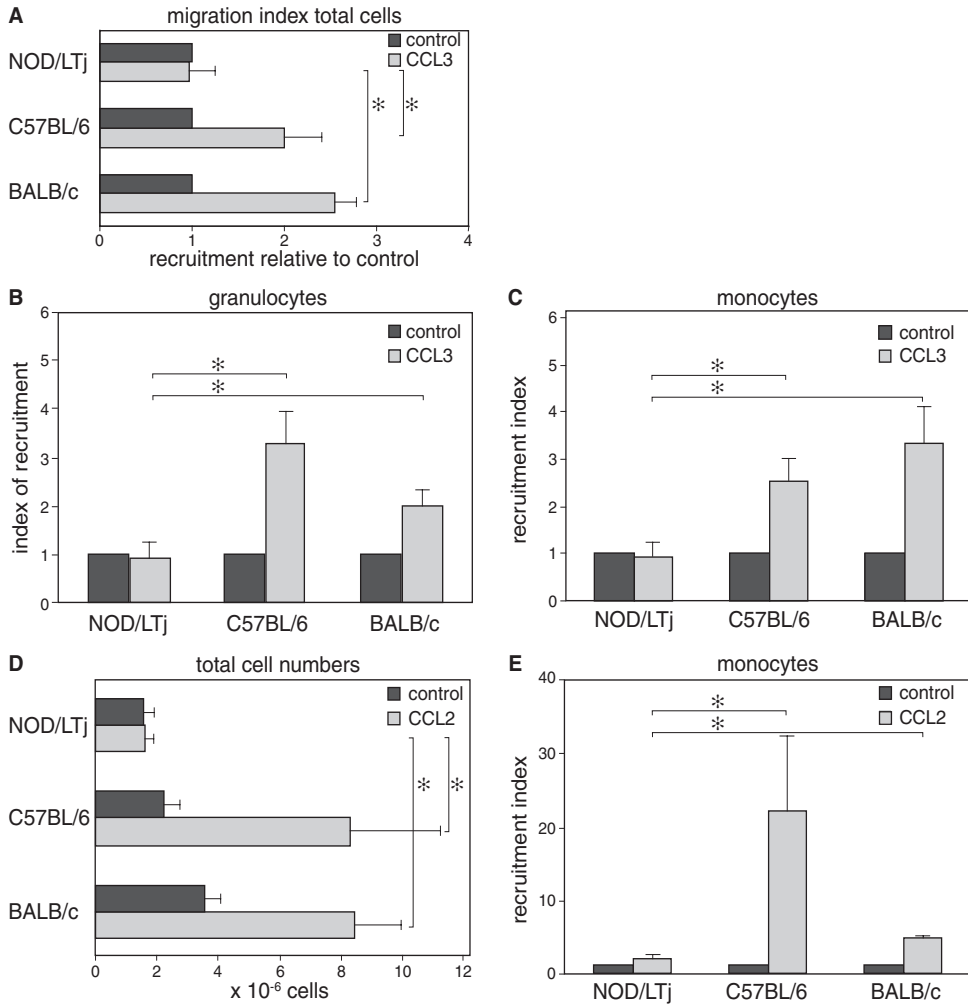 A
migration index total cells
control
CCL3
NOD/LTj
*
*
C57BL/6
BALB/c
0 1 2 3 4
recruitment relative to control
B
granulocytes
6
5
4
3
2
1
0
index of recruitment
control
CCL3
*
*
NOD/LTj C57BL/6 BALB/c
C
monocytes
6
5
4
3
2
1
0
recruitment index
control
CCL3
*
*
NOD/LTj C57BL/6 BALB/c
D
total cell numbers
control
CCL2
NOD/LTj
*
*
C57BL/6
BALB/c
0 2 4 6 8 10 12
x 10-6 cells
E
monocytes
40
30
20
10
0
recruitment index
control
CCL2
*
*
NOD/LTj C57BL/6 BALB/c